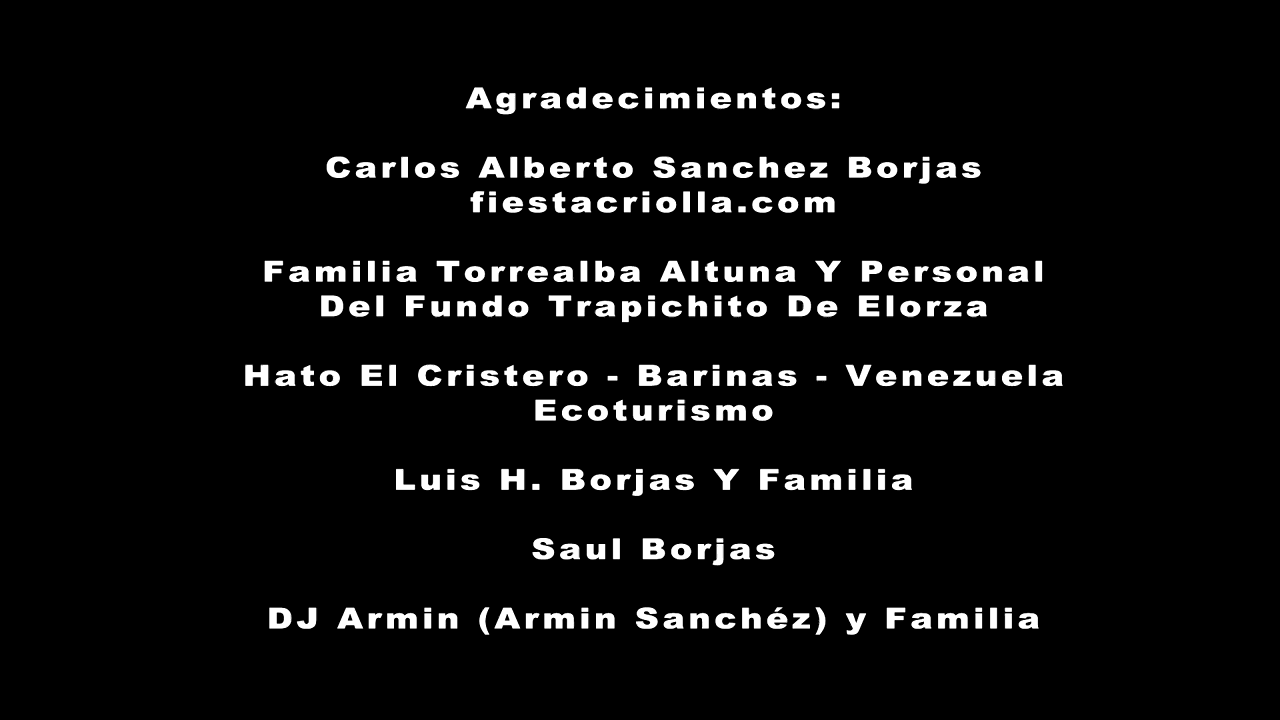 Agradecimientos:
Carlos Alberto Sanchez Borjas
fiestacriolla.com
Familia Torrealba Altuna Y Personal
Del Fundo Trapichito De Elorza
Hato El Cristero - Barinas - Venezuela
Ecoturismo
Luis H. Borjas Y Familia
Saul Borjas
DJ Armin (Armin Sanchéz) y Familia